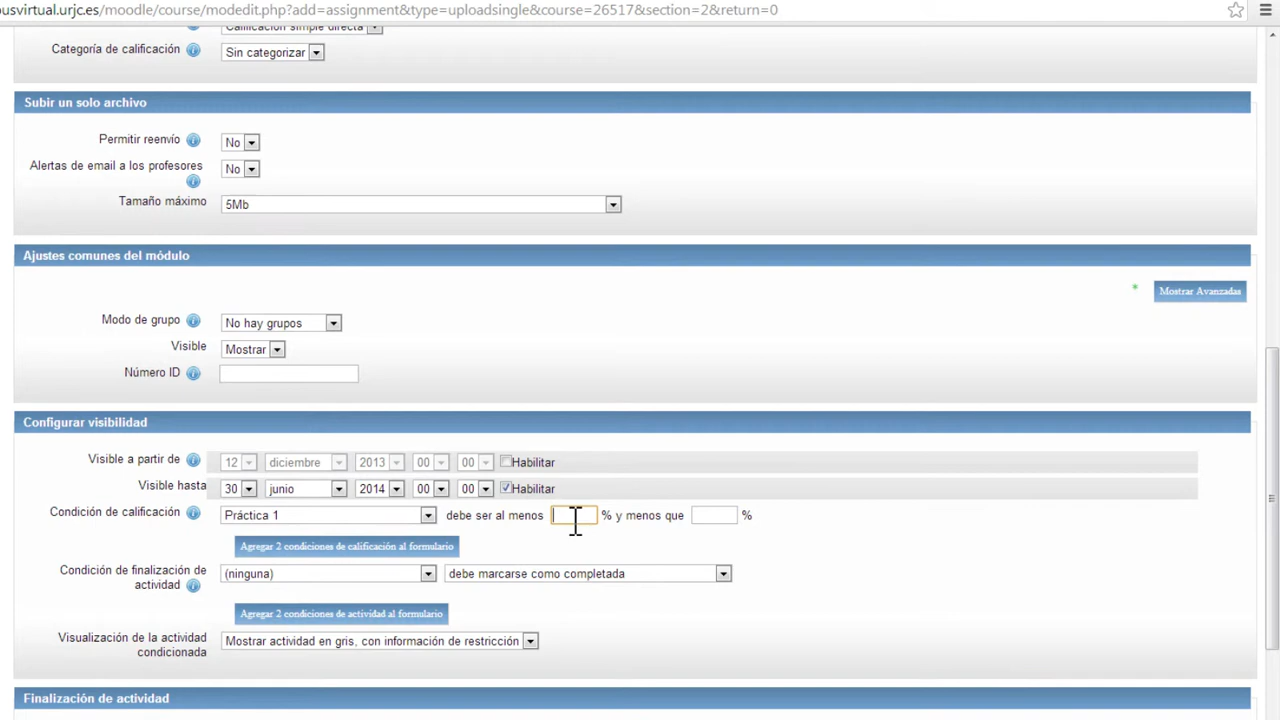 ousvirtual.urjc.es/moodle/course/modedit.php?add=assignment&type=uploadsingle&course=26517&section=2&return=0
Calificación simple directa
Categoría de calificación Sin categorizar
Subir un solo archivo
Permitir reenvío No
Alertas de email a los profesores No
Tamaño máximo 5Mb
Ajustes comunes del módulo
* Mostrar Avanzadas
Modo de grupo No hay grupos
Visible Mostrar
Número ID
Configurar visibilidad
Visible a partir de 12 diciembre 2013 00 00 Habilitar
Visible hasta 30 junio 2014 00 00 Habilitar
Condición de calificación Práctica 1 debe ser al menos % y menos que %
Agregar 2 condiciones de calificación al formulario
Condición de finalización de actividad (ninguna) debe marcarse como completada
Agregar 2 condiciones de actividad al formulario
Visualización de la actividad condicionada Mostrar actividad en gris, con información de restricción
Finalización de actividad